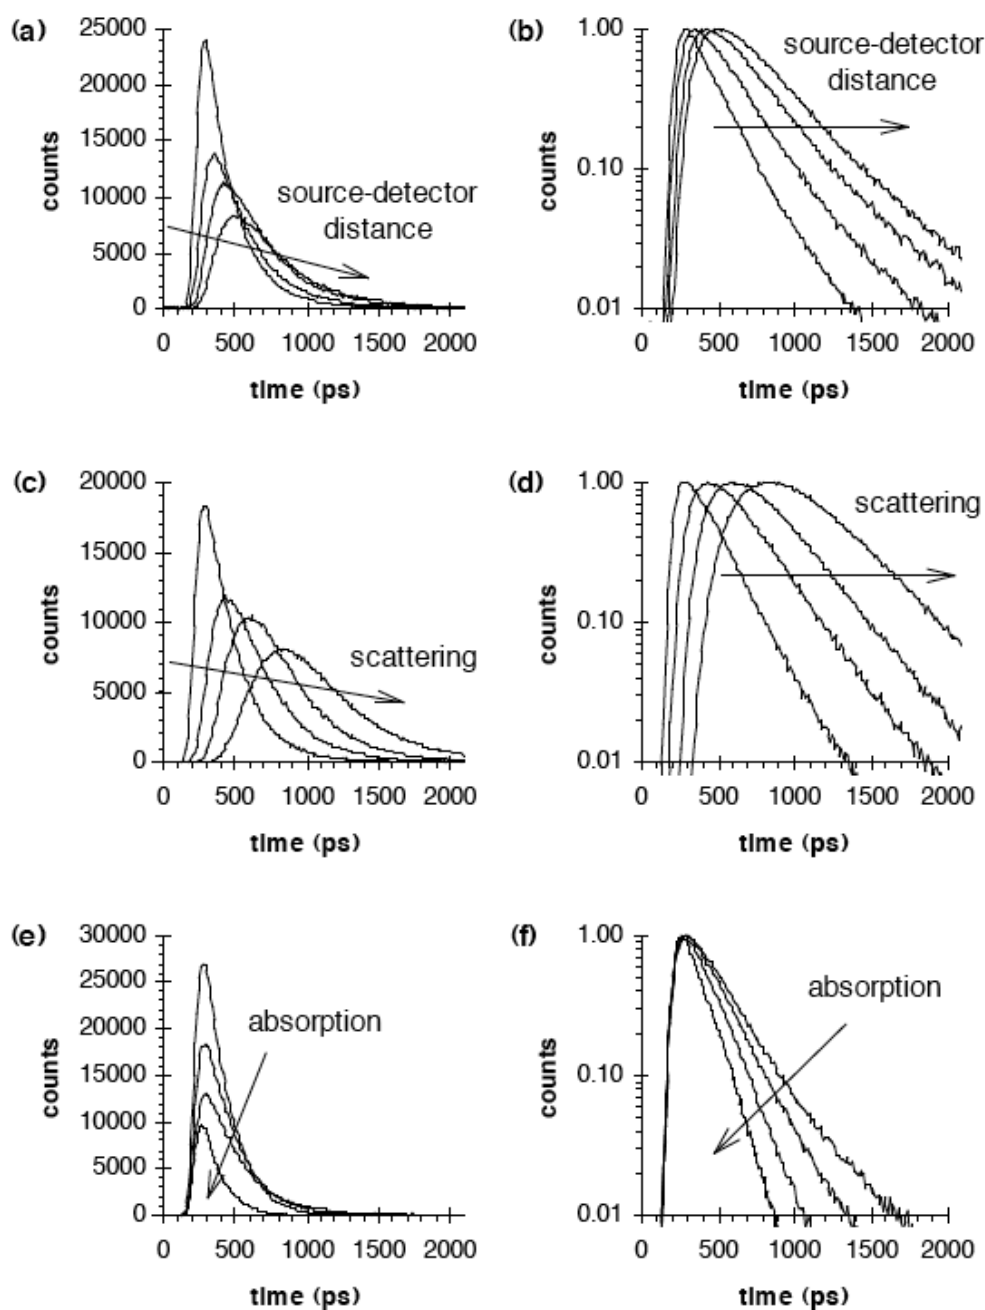 (a)
25000
20000
15000
10000
5000
0
counts
source-detector
distance
0 500 1000 1500 2000
time (ps)
(b)
1.00
0.10
0.01
counts
source-detector
distance
0 500 1000 1500 2000
time (ps)
(c)
20000
15000
10000
5000
0
counts
scattering
0 500 1000 1500 2000
time (ps)
(d)
1.00
0.10
0.01
counts
scattering
0 500 1000 1500 2000
time (ps)
(e)
30000
25000
20000
15000
10000
5000
0
counts
absorption
0 500 1000 1500 2000
time (ps)
(f)
1.00
0.10
0.01
counts
absorption
0 500 1000 1500 2000
time (ps)